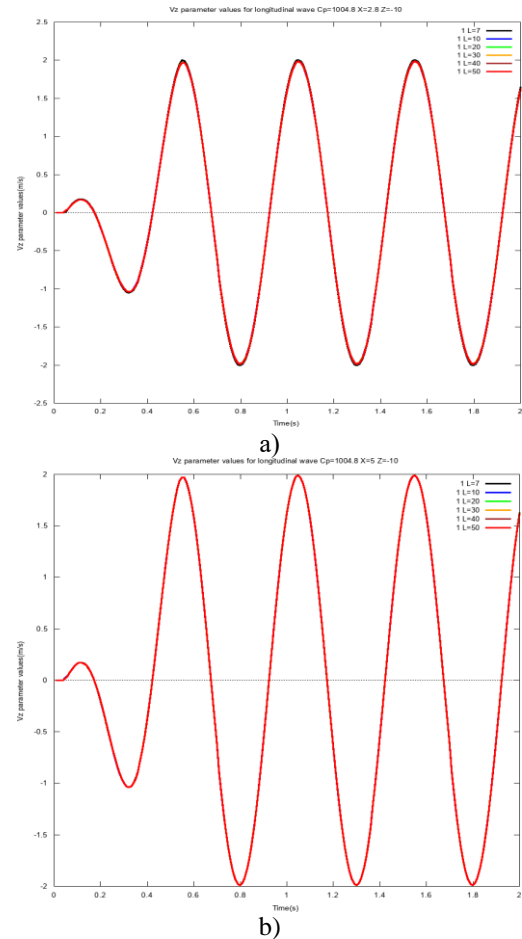 Vz parameter values for longitudinal wave Cp=1004.8 X=2.8 Z=-10
1 L=7
1 L=10
1 L=20
1 L=30
1 L=40
1 L=50
Vz parameter values(m/s)
2.5
2
1.5
1
0.5
0
-0.5
-1
-1.5
-2
-2.5
0 0.2 0.4 0.6 0.8 1 1.2 1.4 1.6 1.8 2
Time(s)
a)
Vz parameter values for longitudinal wave Cp=1004.8 X=5 Z=-10
1 L=7
1 L=10
1 L=20
1 L=30
1 L=40
1 L=50
Vz parameter values(m/s)
2
1.5
1
0.5
0
-0.5
-1
-1.5
-2
0 0.2 0.4 0.6 0.8 1 1.2 1.4 1.6 1.8 2
Time(s)
b)